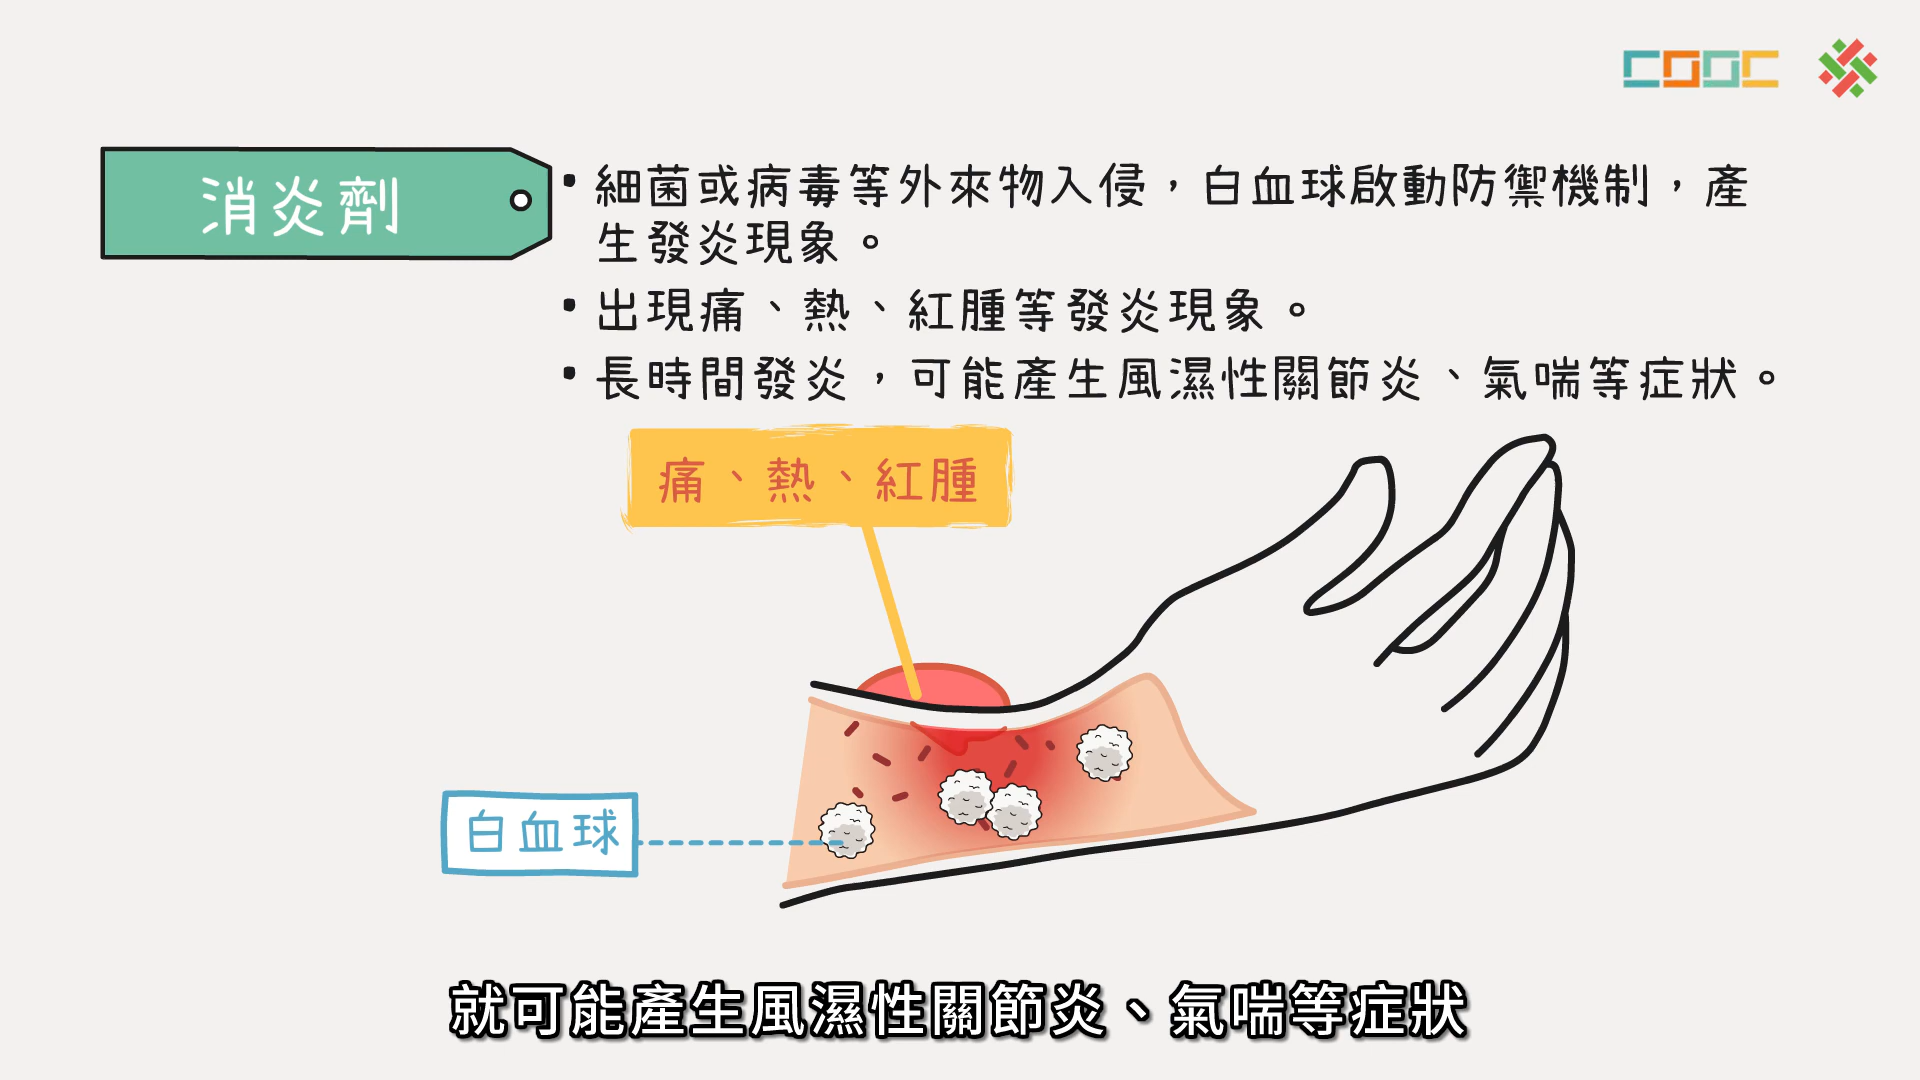 COOC
消炎劑
• 細菌或病毒等外來物入侵，白血球啟動防禦機制，產
生發炎現象。
• 出現痛、熱、紅腫等發炎現象。
• 長時間發炎，可能產生風濕性關節炎、氣喘等症狀。
痛、熱、紅腫
白血球
就可能產生風濕性關節炎、氣喘等症狀